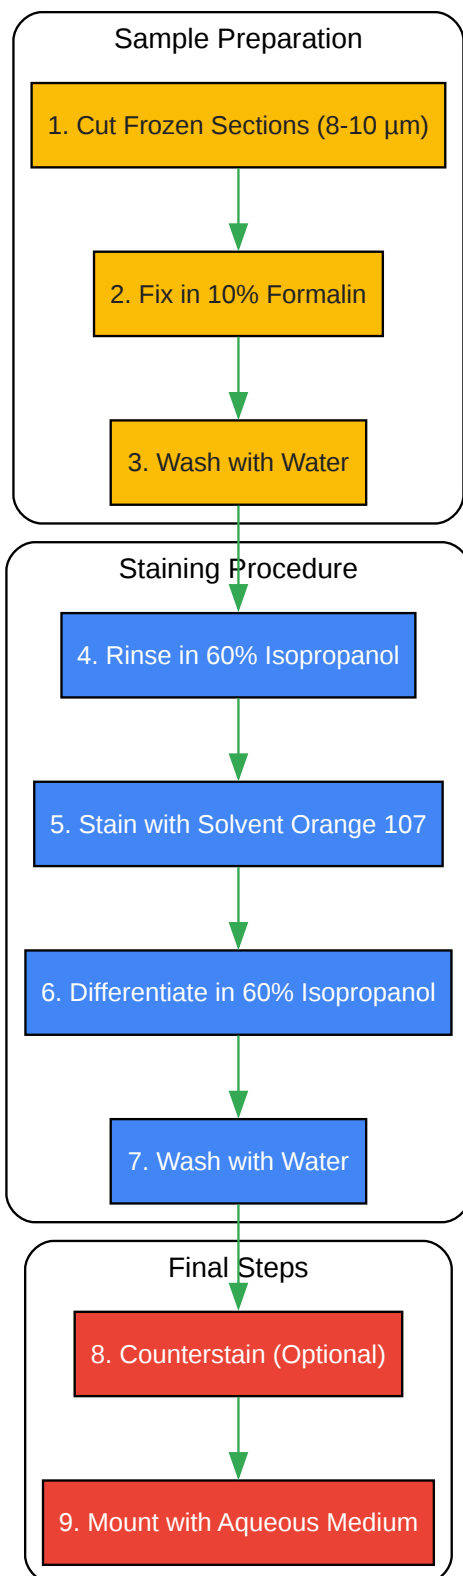 Sample Preparation
1. Cut Frozen Sections (8-10 µm)
2. Fix in 10% Formalin
3. Wash with Water
Staining Procedure
4. Rinse in 60% Isopropanol
5. Stain with Solvent Orange 107
6. Differentiate in 60% Isopropanol
7. Wash with Water
Final Steps
8. Counterstain (Optional)
9. Mount with Aqueous Medium